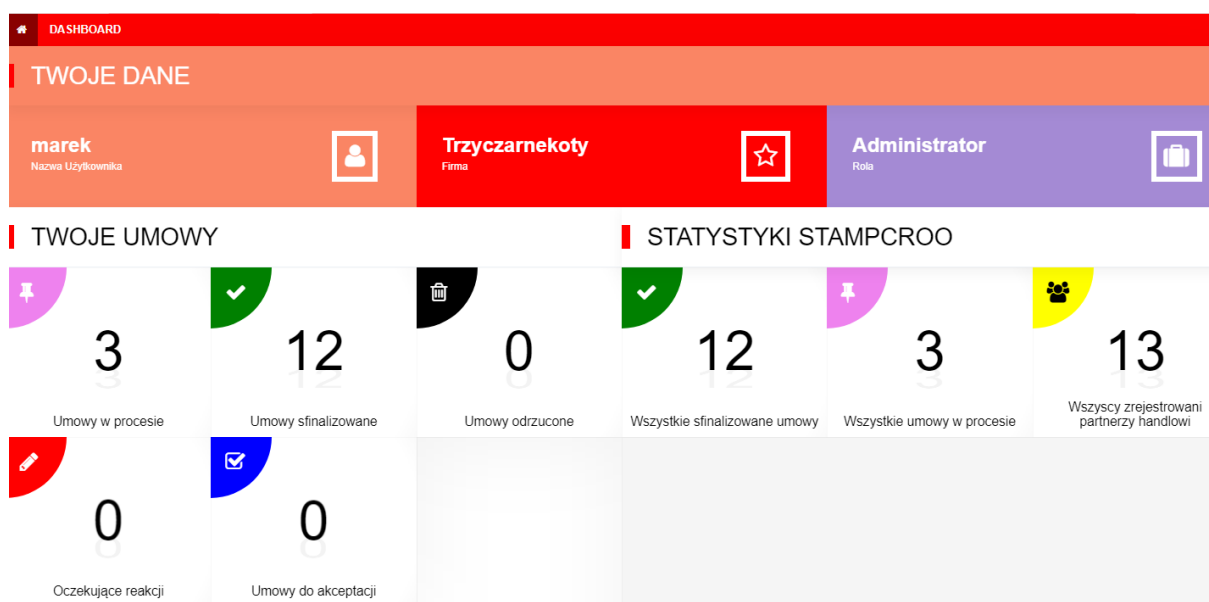 DASHBOARD
TWOJE DANE
marek
Nazwa Użytkownika
Trzyczarnekoty
Firma
Administrator
Rola
TWOJE UMOWY
3
Umowy w procesie
12
Umowy sfinalizowane
0
Umowy odrzucone
0
Oczekujące reakcji
0
Umowy do akceptacji
STATYSTYKI STAMPCROO
12
Wszystkie sfinalizowane umowy
3
Wszystkie umowy w procesie
13
Wszyscy zrejestrowani
partnerzy handlowi